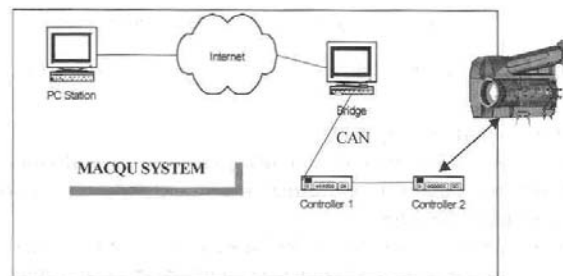 Internet
PC Station
Bridge
CAN
MACQU SYSTEM
Controller 1
Controller 2